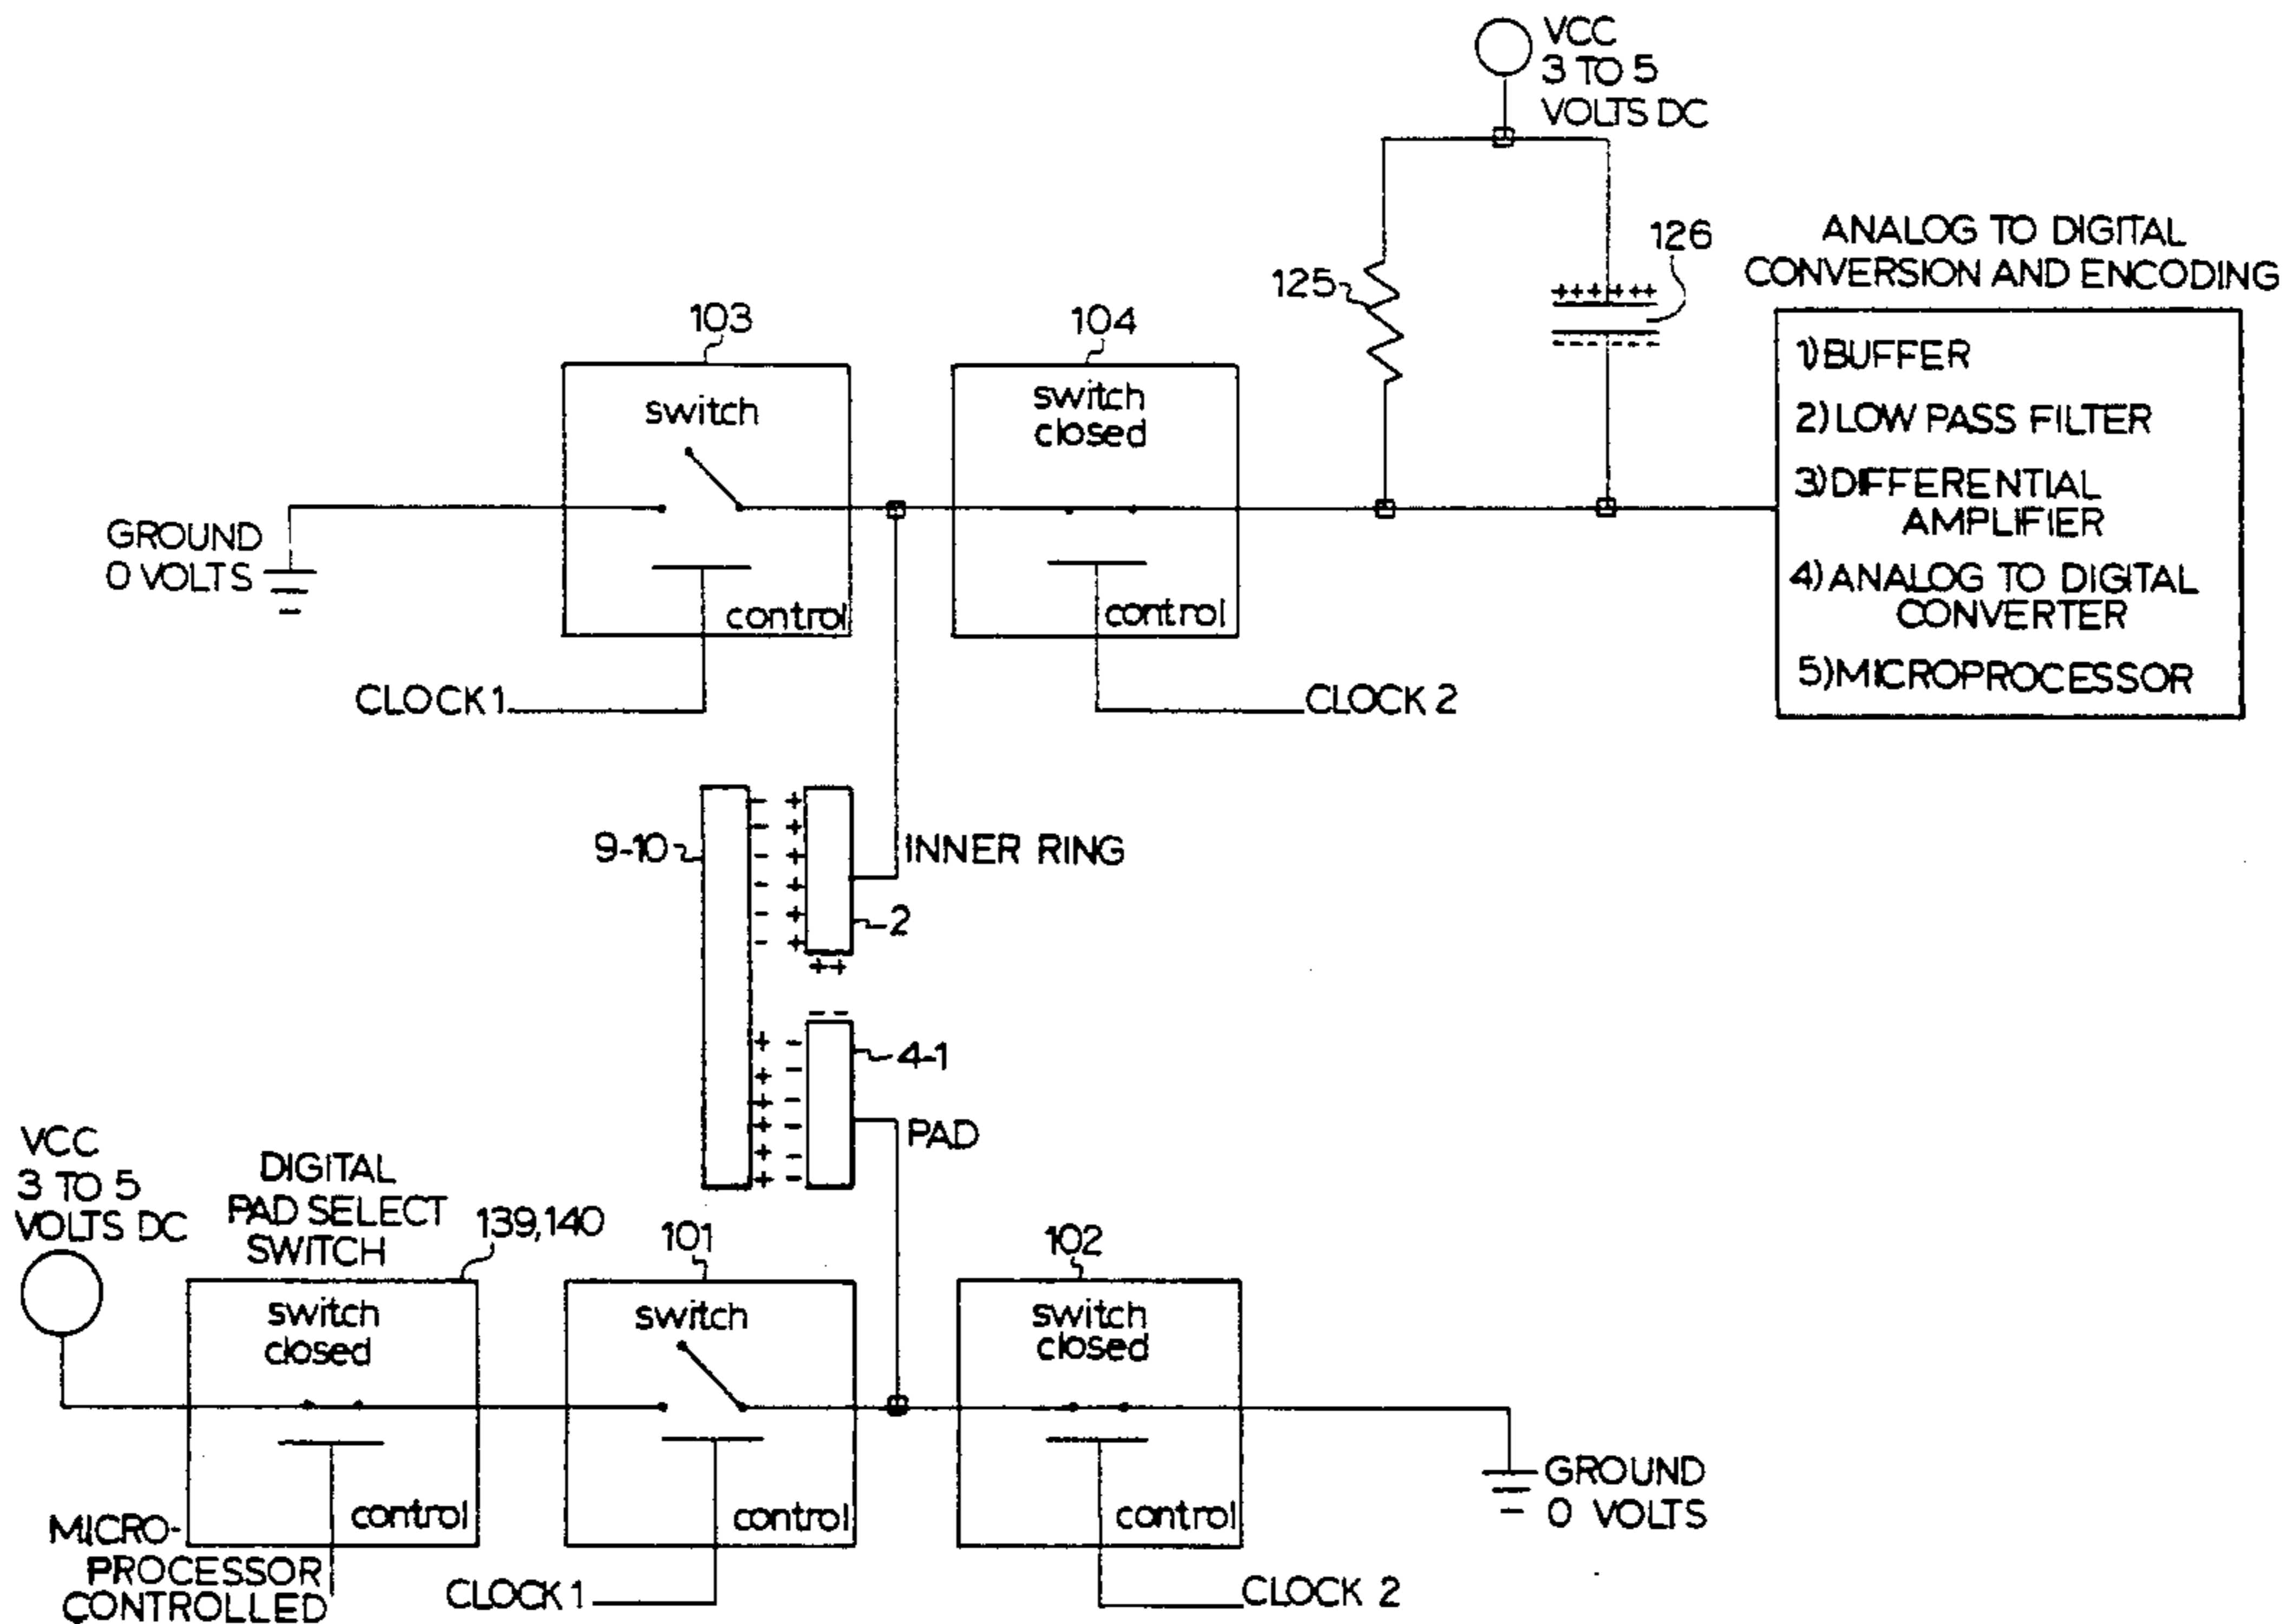 VCC
3 TO 5
VOLTS DC
126
125
ANALOG TO DIGITAL
CONVERSION AND ENCODING
1)BUFFER
2)LOW PASS FILTER
3)DIFFERENTIAL
AMPLIFIER
4)ANALOG TO DIGITAL
CONVERTER
5)MICROPROCESSOR
103
switch
control
104
switch
closed
control
GROUND
0 VOLTS
CLOCK 1
CLOCK 2
9-10
INNER RING
2
4-1
PAD
VCC
3 TO 5
VOLTS DC
DIGITAL
PAD SELECT
SWITCH
139,140
switch
closed
control
MICRO-
PROCESSOR
CONTROLLED
101
switch
control
CLOCK 1
102
switch
closed
control
CLOCK 2
GROUND
0 VOLTS